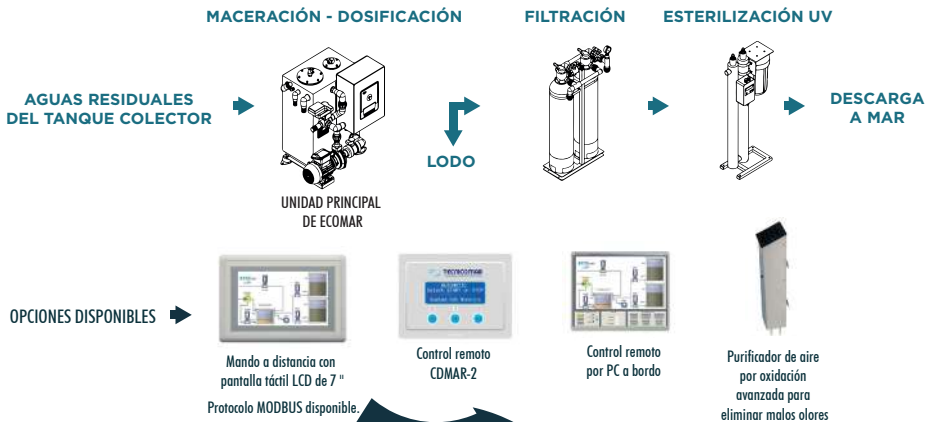 MACERACIÓN - DOSIFICACIÓN
FILTRACIÓN
ESTERILIZACIÓN UV
AGUAS RESIDUALES
DEL TANQUE COLECTOR
LODO
DESCARGA
A MAR
UNIDAD PRINCIPAL
DE ECOMAR
OPCIONES DISPONIBLES
TECNICOMAR
Mando a distancia con
pantalla táctil LCD de 7 "
Protocolo MODBUS disponible.
Control remoto
CDMAR-2
Control remoto
por PC a bordo
Purificador de aire
por oxidación
avanzada para
eliminar malos olores